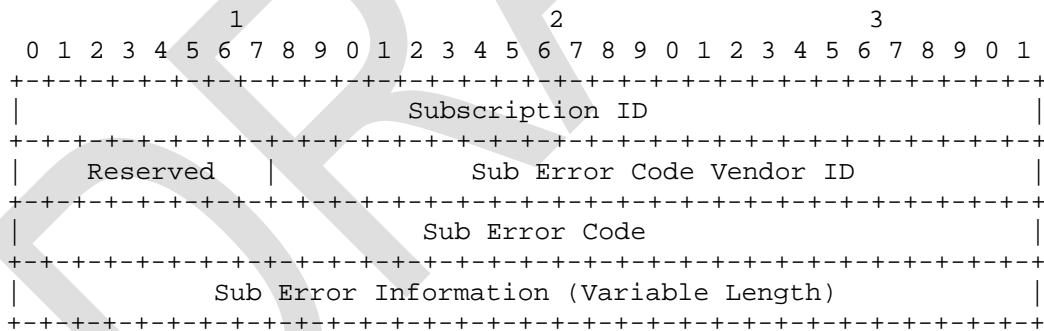 1 2 3
0 1 2 3 4 5 6 7 8 9 0 1 2 3 4 5 6 7 8 9 0 1 2 3 4 5 6 7 8 9 0 1
+-+-+-+-+-+-+-+-+-+-+-+-+-+-+-+-+-+-+-+-+-+-+-+-+-+-+-+-+-+-+-+-+
| Subscription ID |
+-+-+-+-+-+-+-+-+-+-+-+-+-+-+-+-+-+-+-+-+-+-+-+-+-+-+-+-+-+-+-+-+
| Reserved | Sub Error Code Vendor ID |
+-+-+-+-+-+-+-+-+-+-+-+-+-+-+-+-+-+-+-+-+-+-+-+-+-+-+-+-+-+-+-+-+
| Sub Error Code |
+-+-+-+-+-+-+-+-+-+-+-+-+-+-+-+-+-+-+-+-+-+-+-+-+-+-+-+-+-+-+-+-+
| Sub Error Information (Variable Length) |
+-+-+-+-+-+-+-+-+-+-+-+-+-+-+-+-+-+-+-+-+-+-+-+-+-+-+-+-+-+-+-+-+